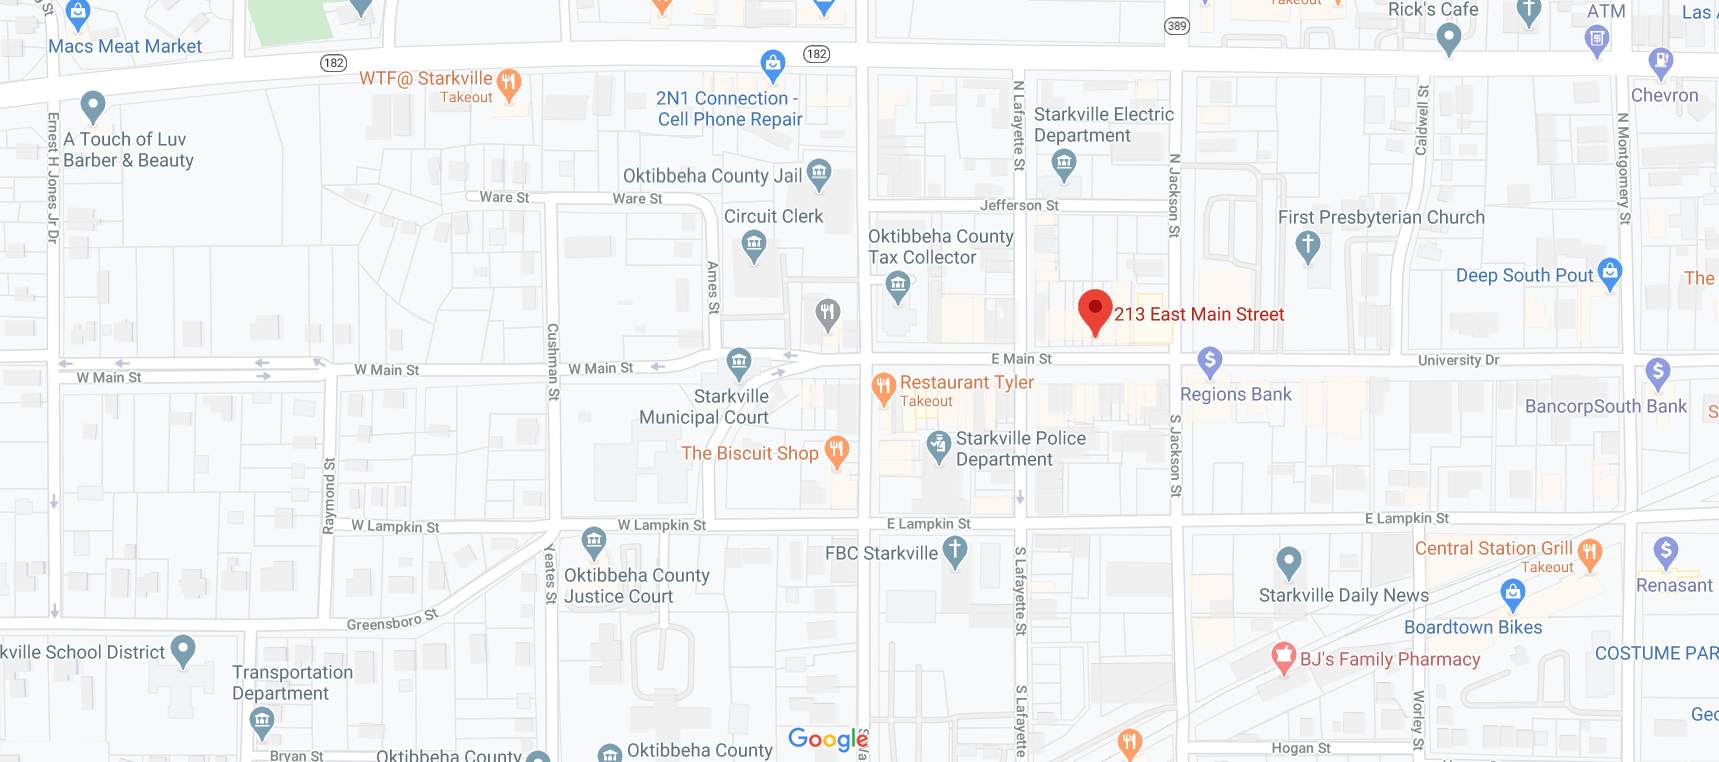 g St
Macs Meat Market
182
WTF@ Starkville
Takeout
182
2N1 Connection -
Cell Phone Repair
Takeout
389
Rick's Cafe
ATM
Las
Chevron
A Touch of Luv
Barber & Beauty
Ernest H Jones Jr Dr
Oktibbeha County Jail
N Lafayette St
Starkville Electric
Department
N Jackson St
Caldwell St
N Montgomery St
Ware St
Ware St
Jefferson St
Circuit Clerk
Oktibbeha County
Tax Collector
First Presbyterian Church
Deep South Pout
The
Ames St
213 East Main Street
Cushman St
W Main St
W Main St
W Main St
E Main St
University Dr
Starkville
Municipal Court
Restaurant Tyler
Takeout
Regions Bank
BancorpSouth Bank
S
The Biscuit Shop
Starkville Police
Department
S Jackson St
Raymond St
W Lampkin St
W Lampkin St
E Lampkin St
E Lampkin St
FBC Starkville
Central Station Grill
Takeout
Yeates St
Oktibbeha County
Justice Court
S Lafayette St
Starkville Daily News
Renasant
Boardtown Bikes
Greensboro St
kville School District
Transportation
Department
BJ's Family Pharmacy
COSTUME PAR
S Lafayette
Worley St
Geo
Google
Bryan St
Oktibbeha County
Oktibbeha County
Hogan St